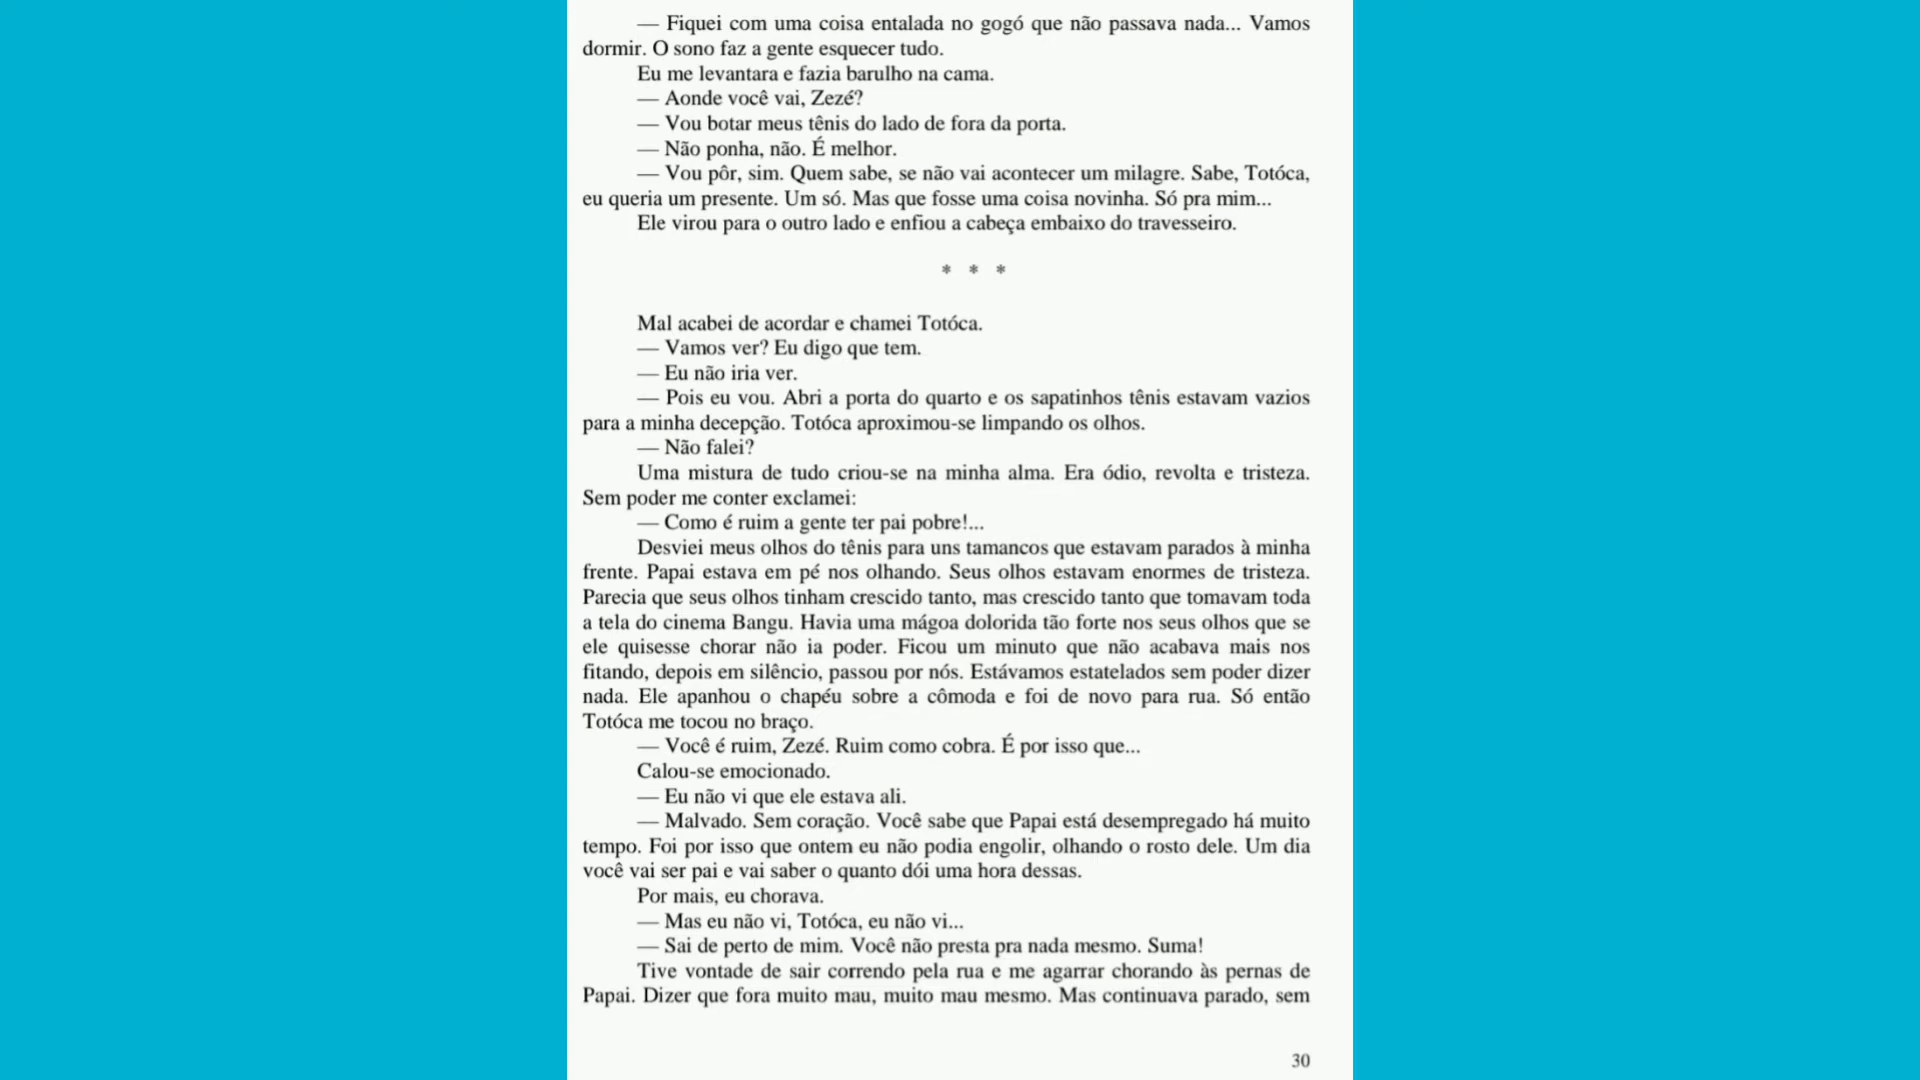 — Fiquei com uma coisa entalada no gogó que não passava nada... Vamos
dormir. O sono faz a gente esquecer tudo.
Eu me levantara e fazia barulho na cama.
— Aonde você vai, Zezé?
— Vou botar meus tênis do lado de fora da porta.
— Não ponha, não. É melhor.
— Vou pôr, sim. Quem sabe, se não vai acontecer um milagre. Sabe, Totóca,
eu queria um presente. Um só. Mas que fosse uma coisa novinha. Só pra mim...
Ele virou para o outro lado e enfiou a cabeça embaixo do travesseiro.
* * *
Mal acabei de acordar e chamei Totóca.
— Vamos ver? Eu digo que tem.
— Eu não iria ver.
— Pois eu vou. Abri a porta do quarto e os sapatinhos tênis estavam vazios
para a minha decepção. Totóca aproximou-se limpando os olhos.
— Não falei?
Uma mistura de tudo criou-se na minha alma. Era ódio, revolta e tristeza.
Sem poder me conter exclamei:
— Como é ruim a gente ter pai pobre!...
Desviei meus olhos do tênis para uns tamancos que estavam parados à minha
frente. Papai estava em pé nos olhando. Seus olhos estavam enormes de tristeza.
Parecia que seus olhos tinham crescido tanto, mas crescido tanto que tomavam toda
a tela do cinema Bangu. Havia uma mágoa dolorida tão forte nos seus olhos que se
ele quisesse chorar não ia poder. Ficou um minuto que não acabava mais nos
fitando, depois em silêncio, passou por nós. Estávamos estatelados sem poder dizer
nada. Ele apanhou o chapéu sobre a cômoda e foi de novo para rua. Só então
Totóca me tocou no braço.
— Você é ruim, Zezé. Ruim como cobra. É por isso que...
Calou-se emocionado.
— Eu não vi que ele estava ali.
— Malvado. Sem coração. Você sabe que Papai está desempregado há muito
tempo. Foi por isso que ontem eu não podia engolir, olhando o rosto dele. Um dia
você vai ser pai e vai saber o quanto dói uma hora dessas.
Por mais, eu chorava.
— Mas eu não vi, Totóca, eu não vi...
— Sai de perto de mim. Você não presta pra nada mesmo. Suma!
Tive vontade de sair correndo pela rua e me agarrar chorando às pernas de
Papai. Dizer que fora muito mau, muito mau mesmo. Mas continuava parado, sem
30